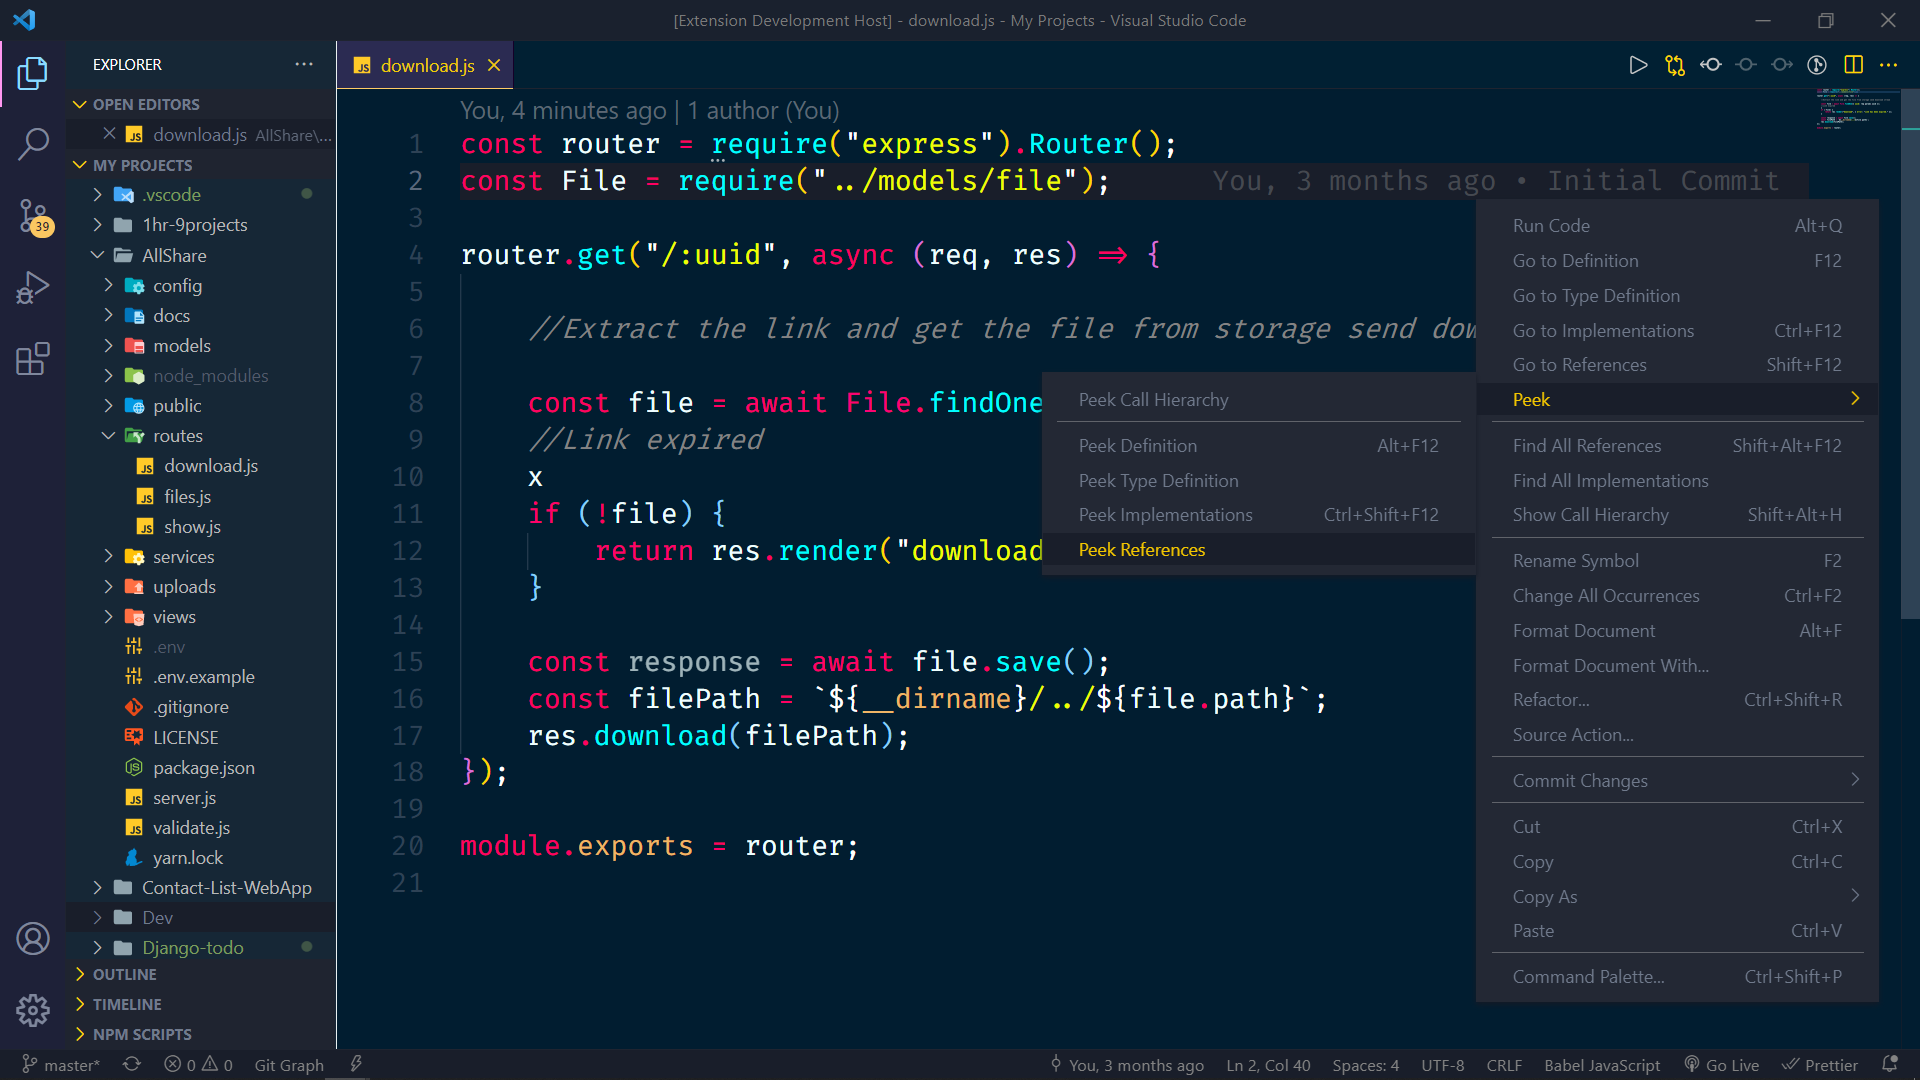 [Extension Development Host] - download.js - My Projects - Visual Studio Code
EXPLORER
OPEN EDITORS
download.js AllShare\...
MY PROJECTS
.vscode
1hr-9projects
AllShare
config
docs
models
node_modules
public
routes
download.js
files.js
show.js
services
uploads
views
.env
.env.example
.gitignore
LICENSE
package.json
server.js
validate.js
yarn.lock
Contact-List-WebApp
Dev
Django-todo
OUTLINE
TIMELINE
NPM SCRIPTS
39
download.js
You, 4 minutes ago | 1 author (You)
1 const router = require("express").Router();
2 const File = require("../models/file"); You, 3 months ago • Initial Commit
3
4 router.get("/:uuid", async (req, res) => {
5
6 //Extract the link and get the file from storage send dow
7
8 const file = await File.findOne
9 //Link expired
10 x
11 if (!file) {
12 return res.render("download
13 }
14
15 const response = await file.save();
16 const filePath = `${__dirname}/../${file.path}`;
17 res.download(filePath);
18 });
19
20 module.exports = router;
21
Peek Call Hierarchy
Peek Definition Alt+F12
Peek Type Definition
Peek Implementations Ctrl+Shift+F12
Peek References
Run Code Alt+Q
Go to Definition F12
Go to Type Definition
Go to Implementations Ctrl+F12
Go to References Shift+F12
Peek
Find All References Shift+Alt+F12
Find All Implementations
Show Call Hierarchy Shift+Alt+H
Rename Symbol F2
Change All Occurrences Ctrl+F2
Format Document Alt+F
Format Document With...
Refactor... Ctrl+Shift+R
Source Action...
Commit Changes
Cut Ctrl+X
Copy Ctrl+C
Copy As
Paste Ctrl+V
Command Palette... Ctrl+Shift+P
master* 0 0 Git Graph You, 3 months ago Ln 2, Col 40 Spaces: 4 UTF-8 CRLF Babel JavaScript Go Live Prettier